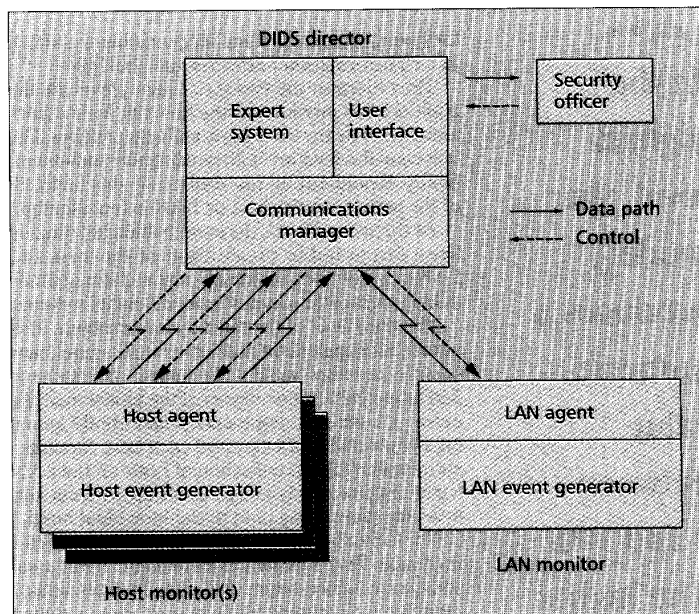 DIDS director
Expert
system
User
interface
Security
officer
Communications
manager
Data path
Control
Host agent
Host event generator
Host monitor(s)
LAN agent
LAN event generator
LAN monitor